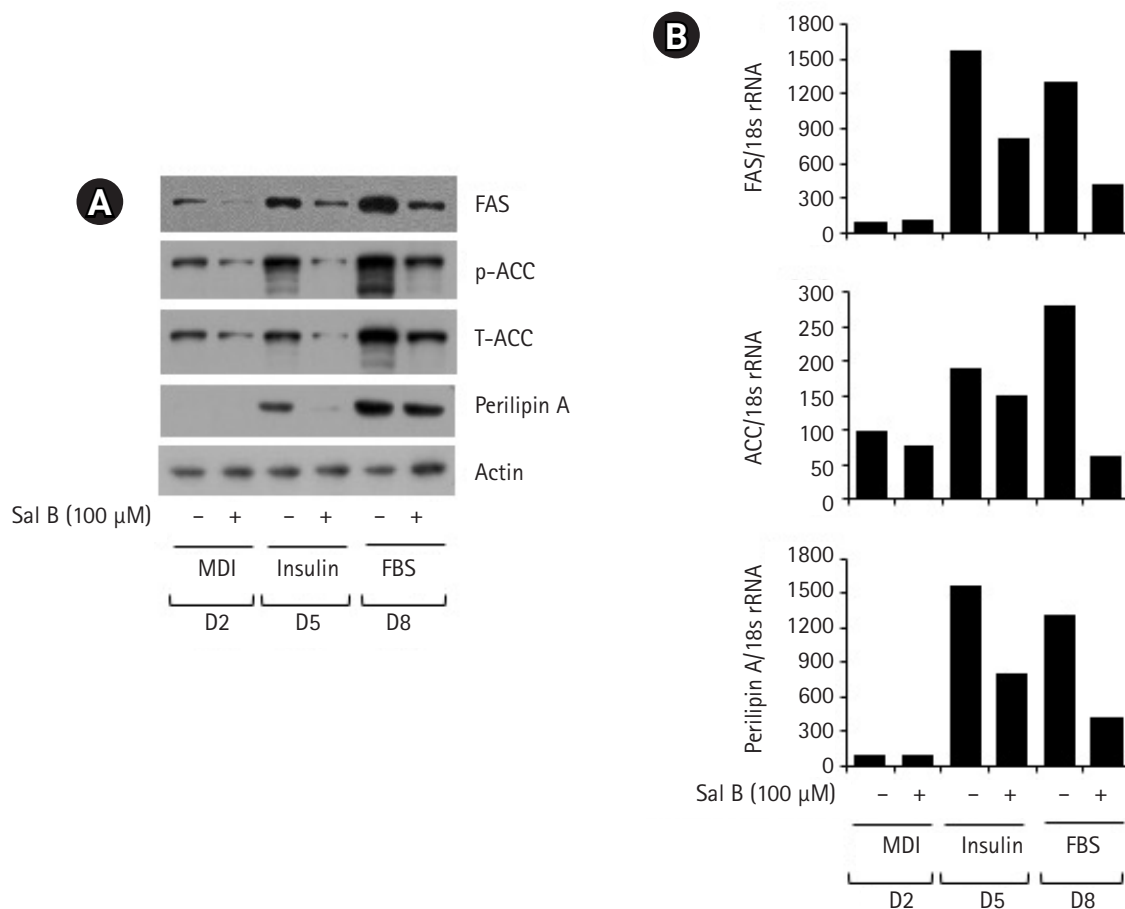 A
FAS
p-ACC
T-ACC
Perilipin A
Actin
Sal B (100 μM) – + – + – +
MDI Insulin FBS
D2 D5 D8
B
FAS/18s rRNA
1800
1500
1200
900
600
300
0
ACC/18s rRNA
300
250
200
150
100
50
0
Perilipin A/18s rRNA
1800
1500
1200
900
600
300
0
Sal B (100 μM) – + – + – +
MDI Insulin FBS
D2 D5 D8